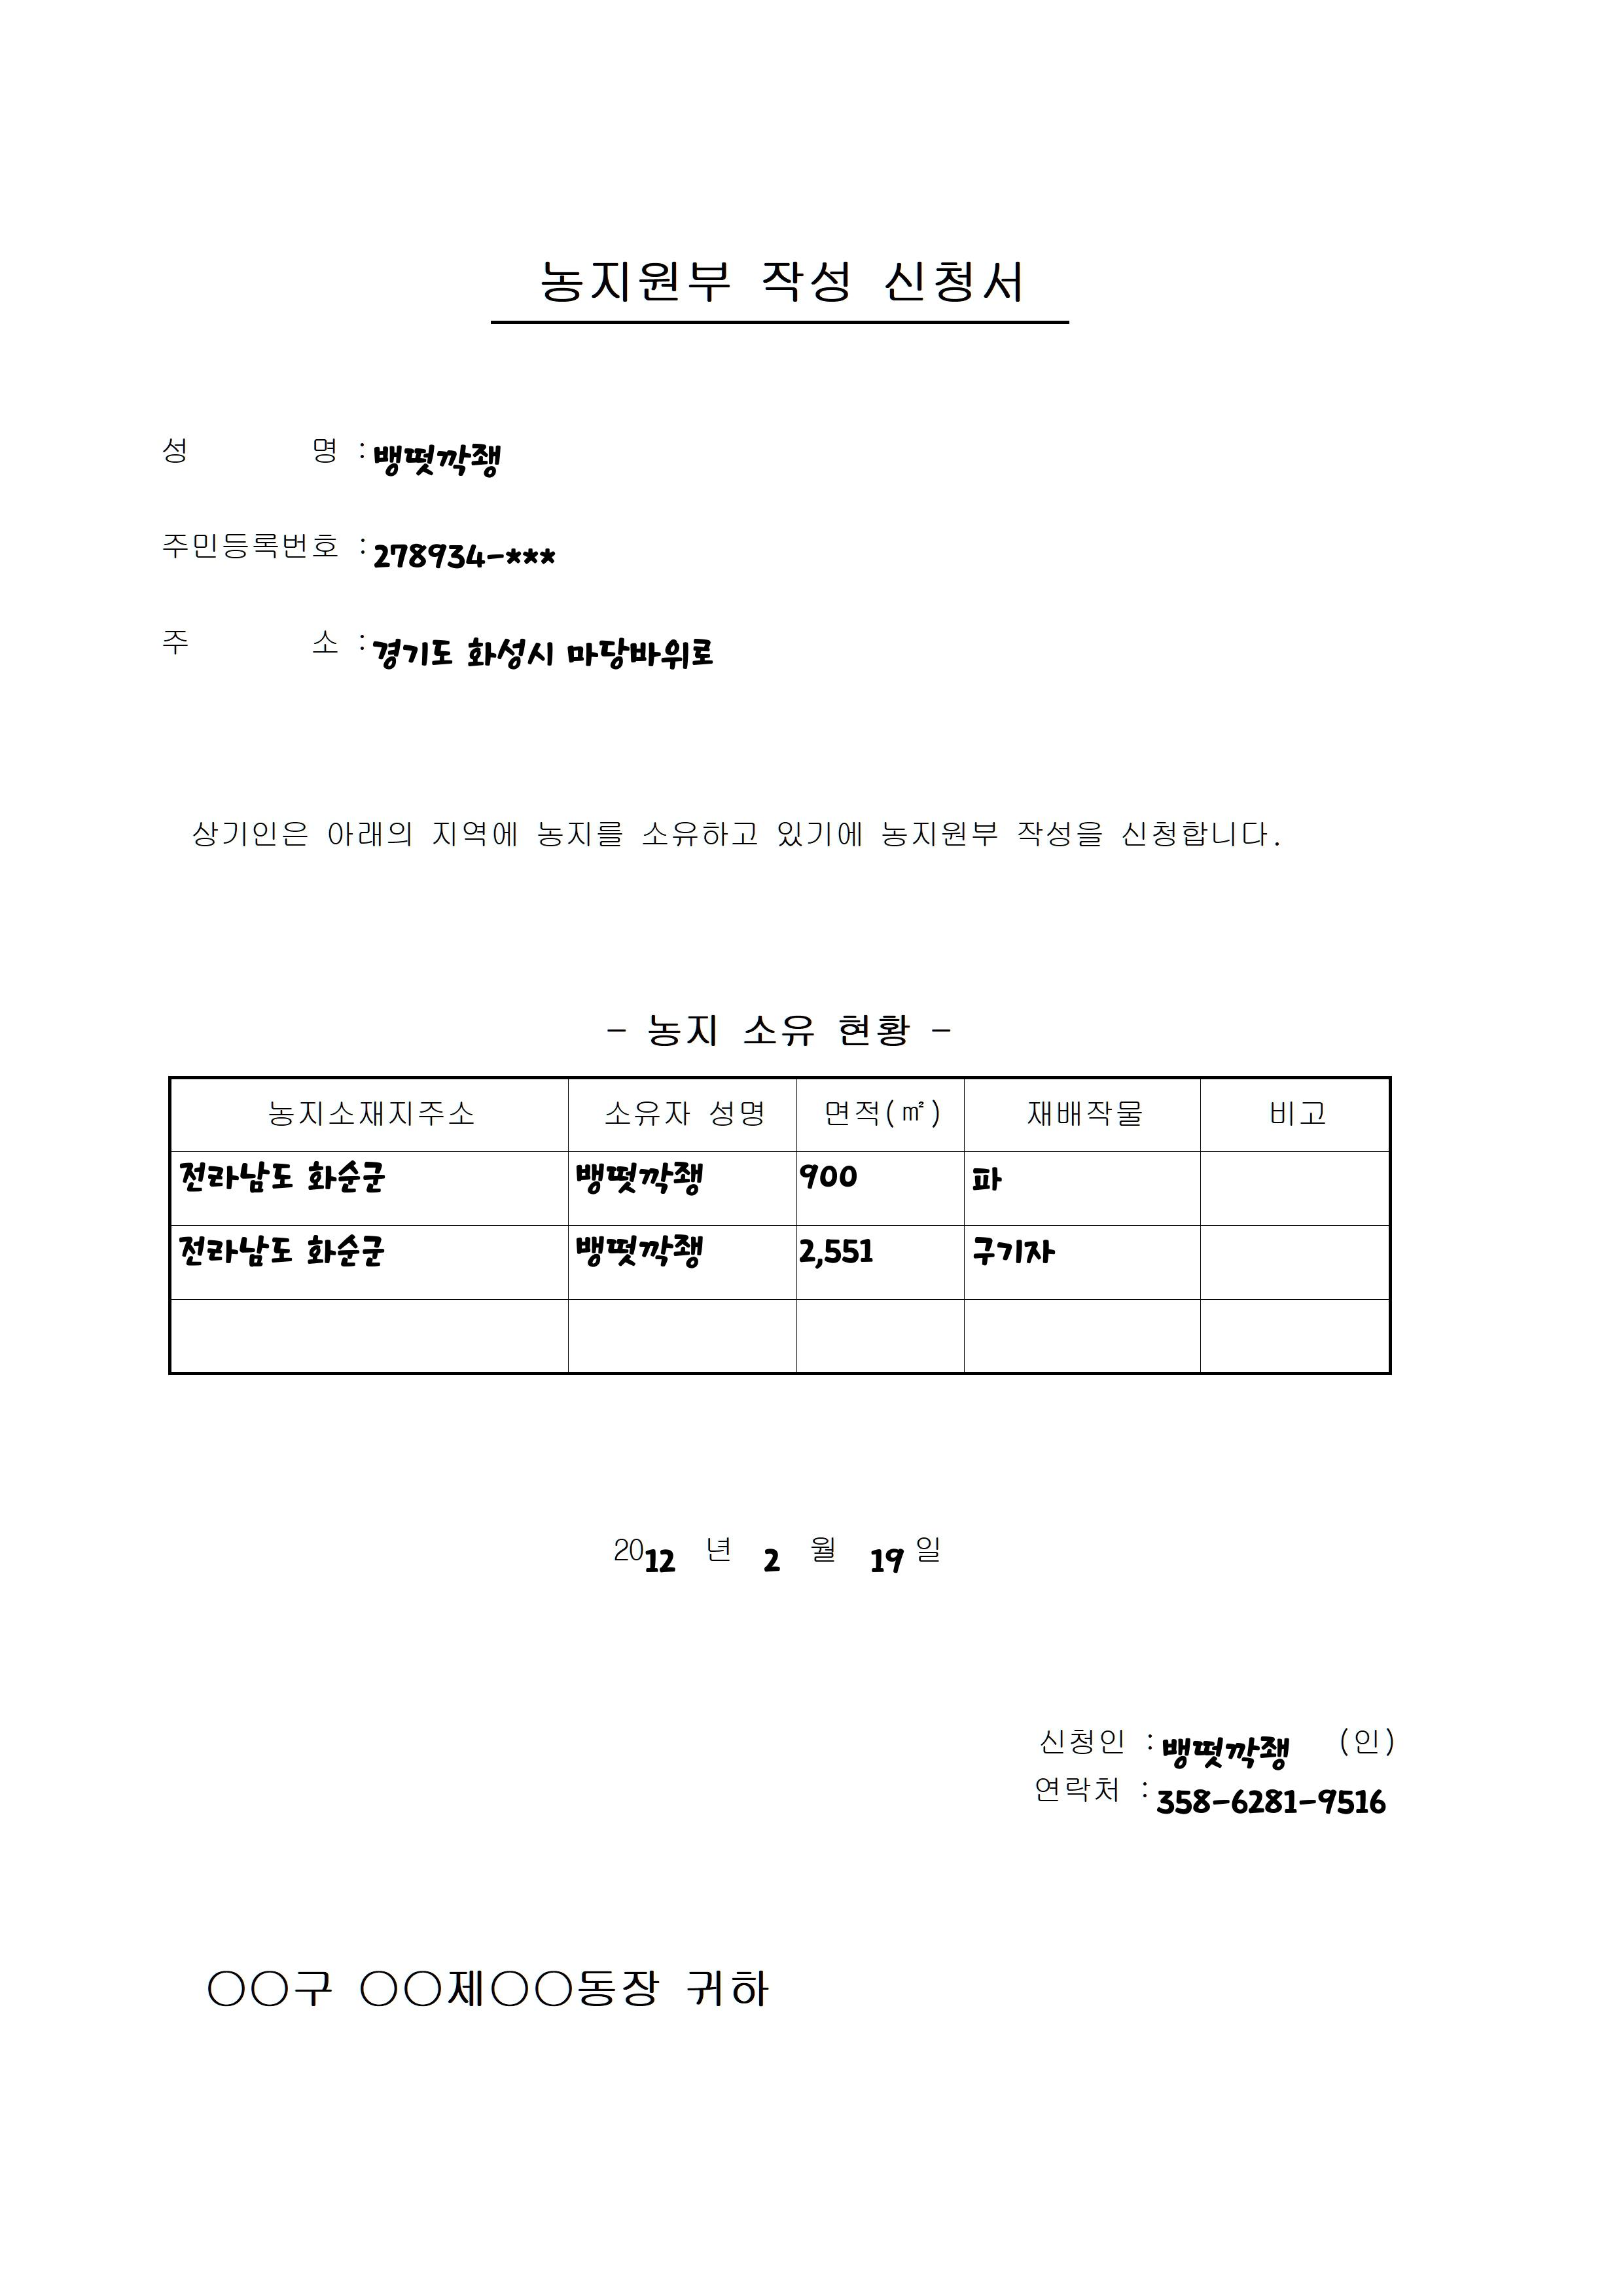 농지원부 작성 신청서
성 명 : 뱅떳깍좽
주민등록번호 : 278934-***
주 소 : 경기도 화성시 마당바위로
상기인은 아래의 지역에 농지를 소유하고 있기에 농지원부 작성을 신청합니다.
- 농지 소유 현황 -
농지소재지주소 소유자 성명 면적(㎡) 재배작물 비고
전라남도 화순군 뱅떳깍좽 900 파
전라남도 화순군 뱅떳깍좽 2,551 구기자
2012 년 2 월 19 일
신청인 : 뱅떳깍좽 (인)
연락처 : 358-6281-9516
○○구 ○○제○○동장 귀하